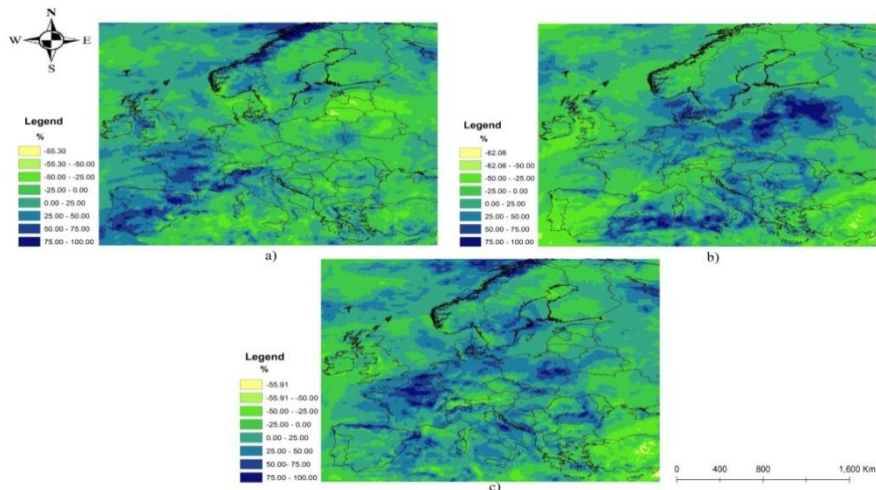 N
W E
S
Legend
%
-55.30
-55.30 - -50.00
-50.00 - -25.00
-25.00 - 0.00
0.00 - 25.00
25.00 - 50.00
50.00 - 75.00
75.00 - 100.00
a)
Legend
%
-62.08
-62.08 - -50.00
-50.00 - -25.00
-25.00 - 0.00
0.00 - 25.00
25.00 - 50.00
50.00 - 75.00
75.00 - 100.00
b)
Legend
%
-55.91
-55.91 - -50.00
-50.00 - -25.00
-25.00 - 0.00
0.00 - 25.00
25.00 - 50.00
50.00 - 75.00
75.00 - 100.00
c)
0 400 800 1,600 Km